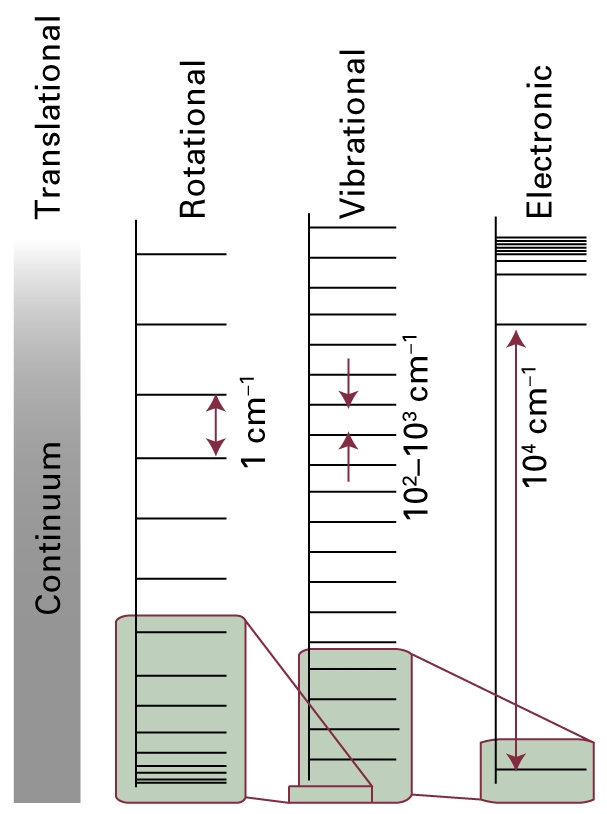 Translational
Rotational
Vibrational
Electronic
Continuum
1 cm⁻¹
10²–10³ cm⁻¹
10⁴ cm⁻¹